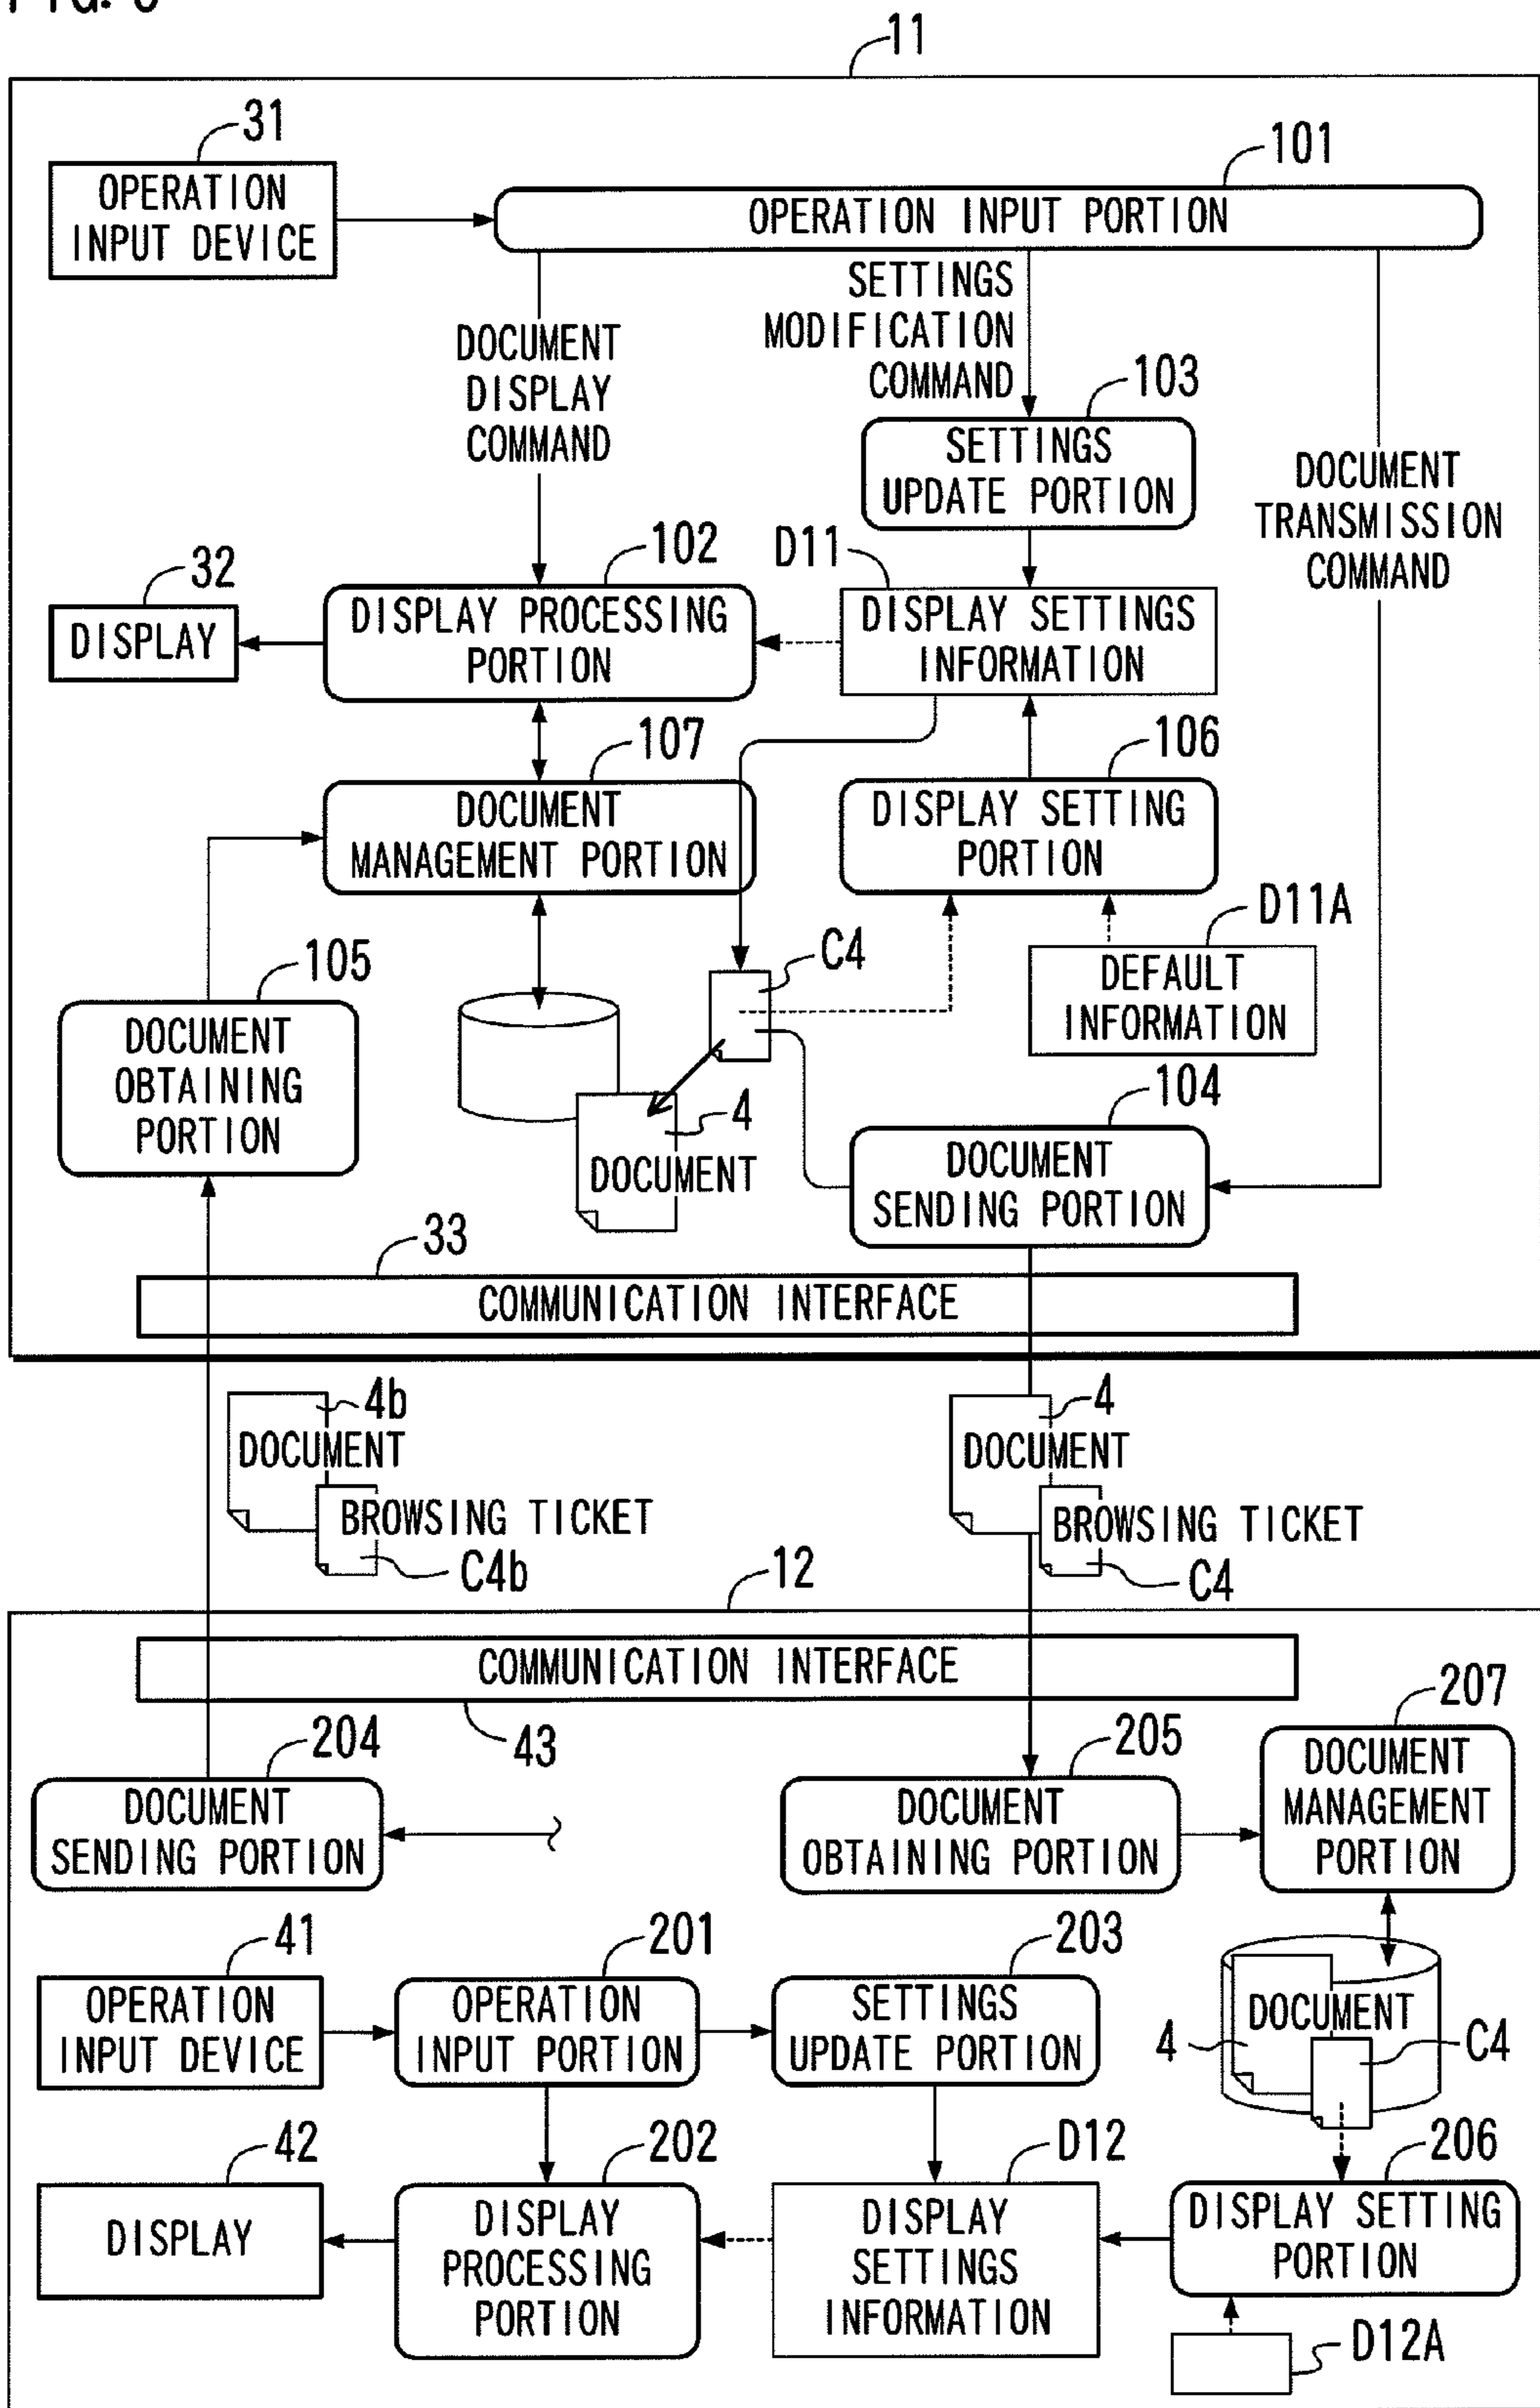 11
31
101
OPERATION
INPUT DEVICE
OPERATION INPUT PORTION
SETTINGS
MODIFICATION
COMMAND
DOCUMENT
DISPLAY
COMMAND
103
SETTINGS
UPDATE PORTION
DOCUMENT
TRANSMISSION
COMMAND
32
102
D11
DISPLAY
DISPLAY PROCESSING
PORTION
DISPLAY SETTINGS
INFORMATION
107
106
DOCUMENT
MANAGEMENT PORTION
DISPLAY SETTING
PORTION
D11A
C4
DEFAULT
INFORMATION
105
DOCUMENT
OBTAINING
PORTION
4
DOCUMENT
104
DOCUMENT
SENDING PORTION
33
COMMUNICATION INTERFACE
4b
DOCUMENT
BROWSING TICKET
C4b
4
DOCUMENT
BROWSING TICKET
C4
12
COMMUNICATION INTERFACE
43
204
DOCUMENT
SENDING PORTION
205
DOCUMENT
OBTAINING PORTION
207
DOCUMENT
MANAGEMENT
PORTION
41
OPERATION
INPUT DEVICE
201
OPERATION
INPUT PORTION
203
SETTINGS
UPDATE PORTION
DOCUMENT
4
C4
42
DISPLAY
202
DISPLAY
PROCESSING
PORTION
D12
DISPLAY
SETTINGS
INFORMATION
206
DISPLAY SETTING
PORTION
D12A